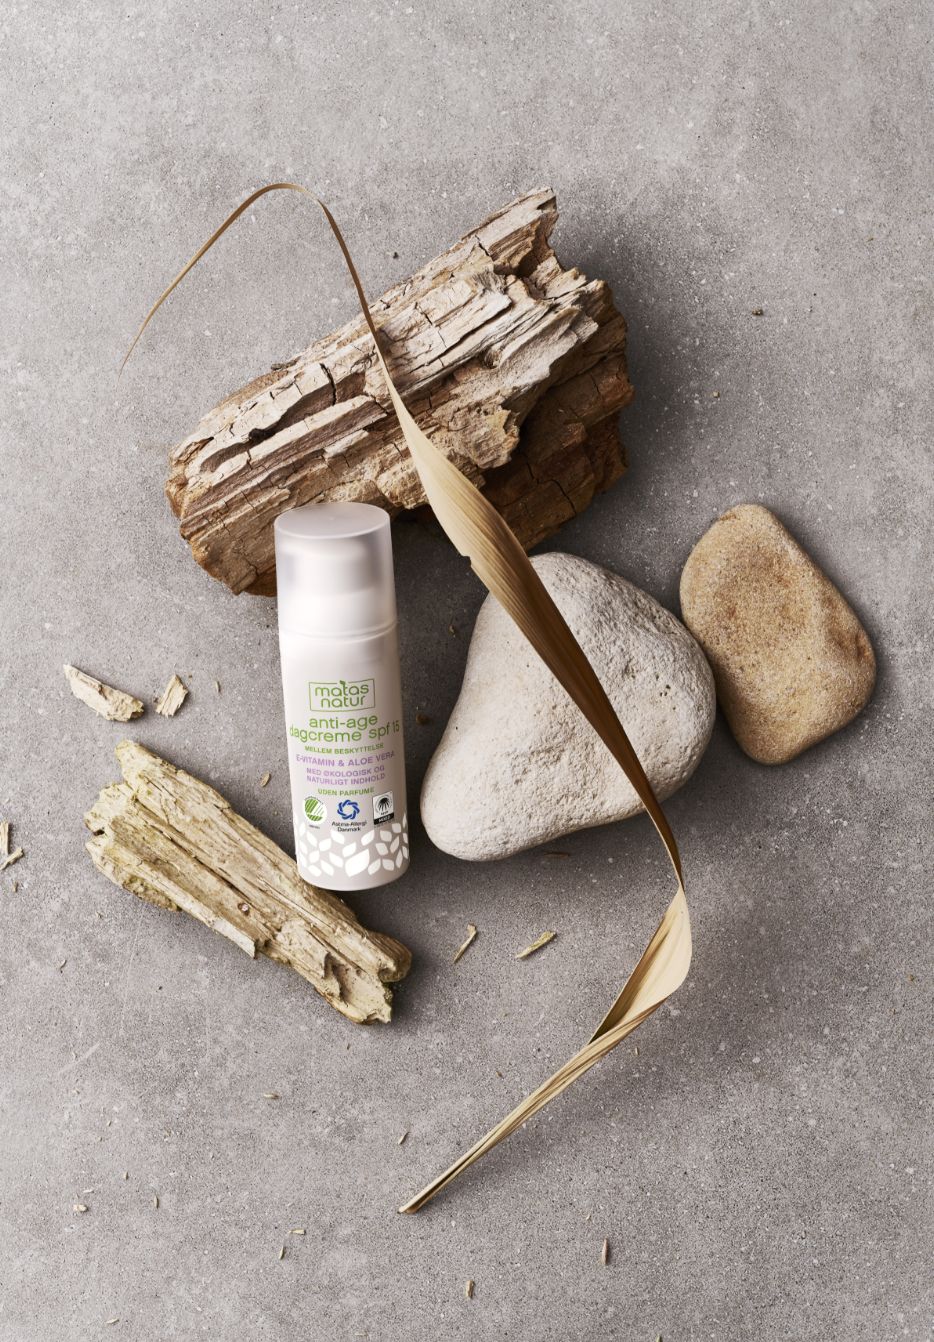 matas
natur
anti-age
dagcreme spf 15
MELLEM BESKYTTELSE
E-VITAMIN & ALOE VERA
MED ØKOLOGISK OG
NATURLIGT INDHOLD
UDEN PARFUME
Astma-Allergi
Danmark